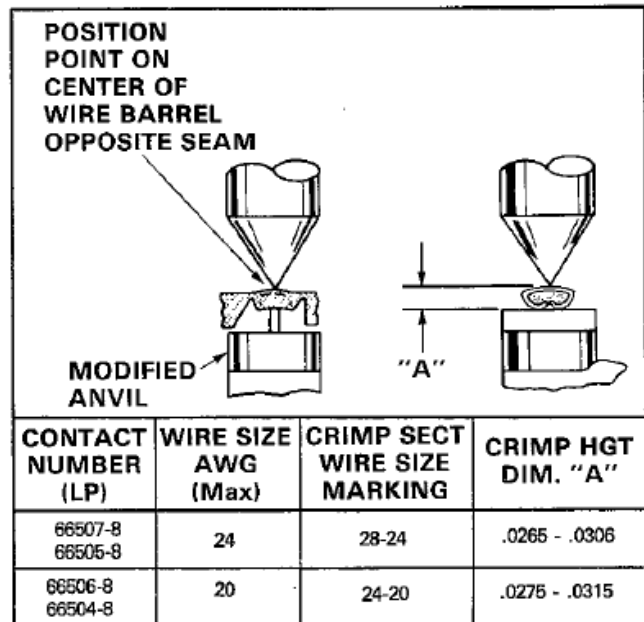 POSITION
POINT ON
CENTER OF
WIRE BARREL
OPPOSITE SEAM
"A"
MODIFIED
ANVIL
CONTACT NUMBER (LP) WIRE SIZE AWG (Max) CRIMP SECT WIRE SIZE MARKING CRIMP HGT DIM. "A"
66507-8
66505-8
24 28-24 .0265 - .0306
66506-8
66504-8
20 24-20 .0275 - .0315